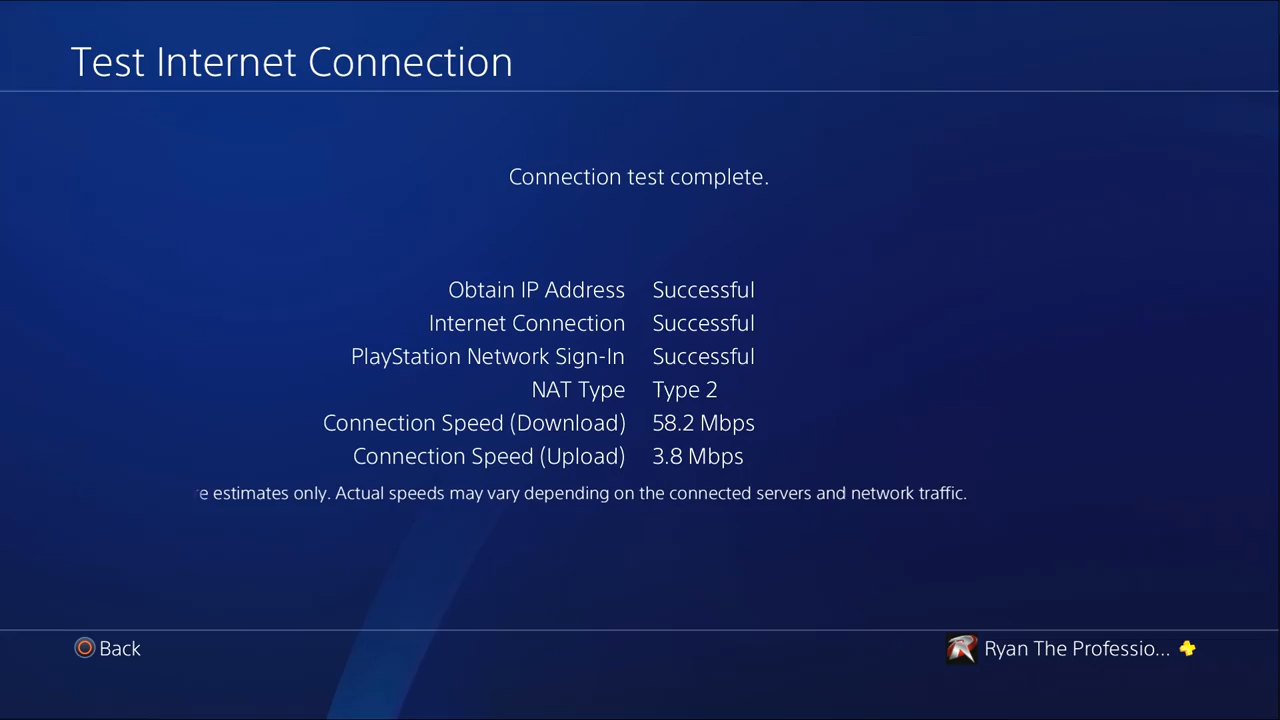 Test Internet Connection
Connection test complete.
Obtain IP Address Successful
Internet Connection Successful
PlayStation Network Sign-In Successful
NAT Type Type 2
Connection Speed (Download) 58.2 Mbps
Connection Speed (Upload) 3.8 Mbps
e estimates only. Actual speeds may vary depending on the connected servers and network traffic.
Back
Ryan The Professio...